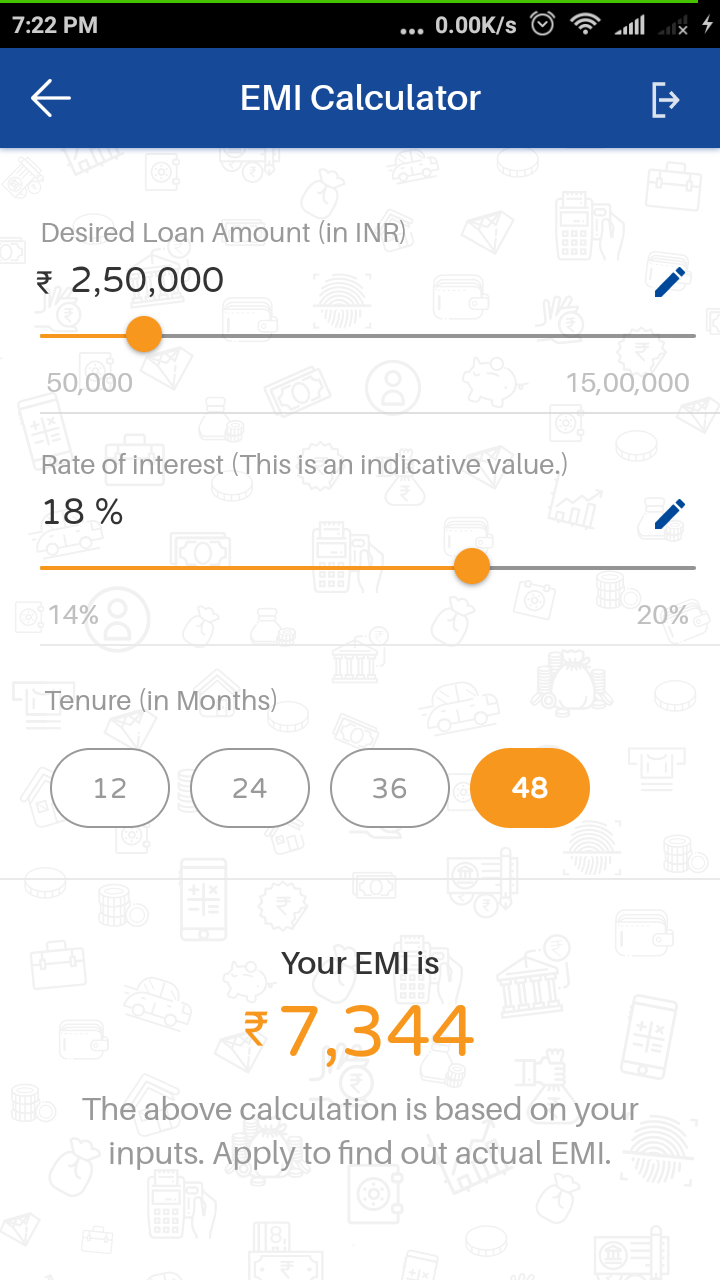 7:22 PM ... 0.00K/s
EMI Calculator
Desired Loan Amount (in INR)
₹ 2,50,000
50,000 15,00,000
Rate of interest (This is an indicative value.)
18 %
14% 20%
Tenure (in Months)
12 24 36 48
Your EMI is
₹ 7,344
The above calculation is based on your
inputs. Apply to find out actual EMI.